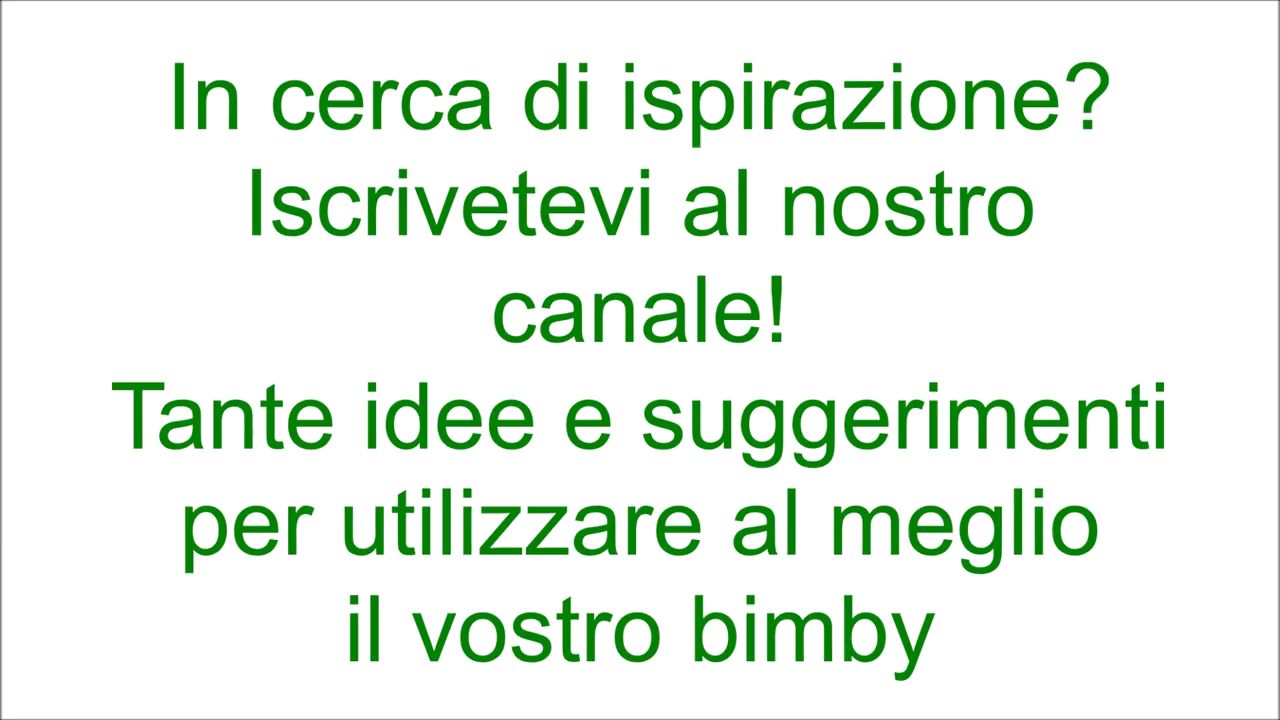 In cerca di ispirazione?
Iscrivetevi al nostro
canale!
Tante idee e suggerimenti
per utilizzare al meglio
il vostro bimby